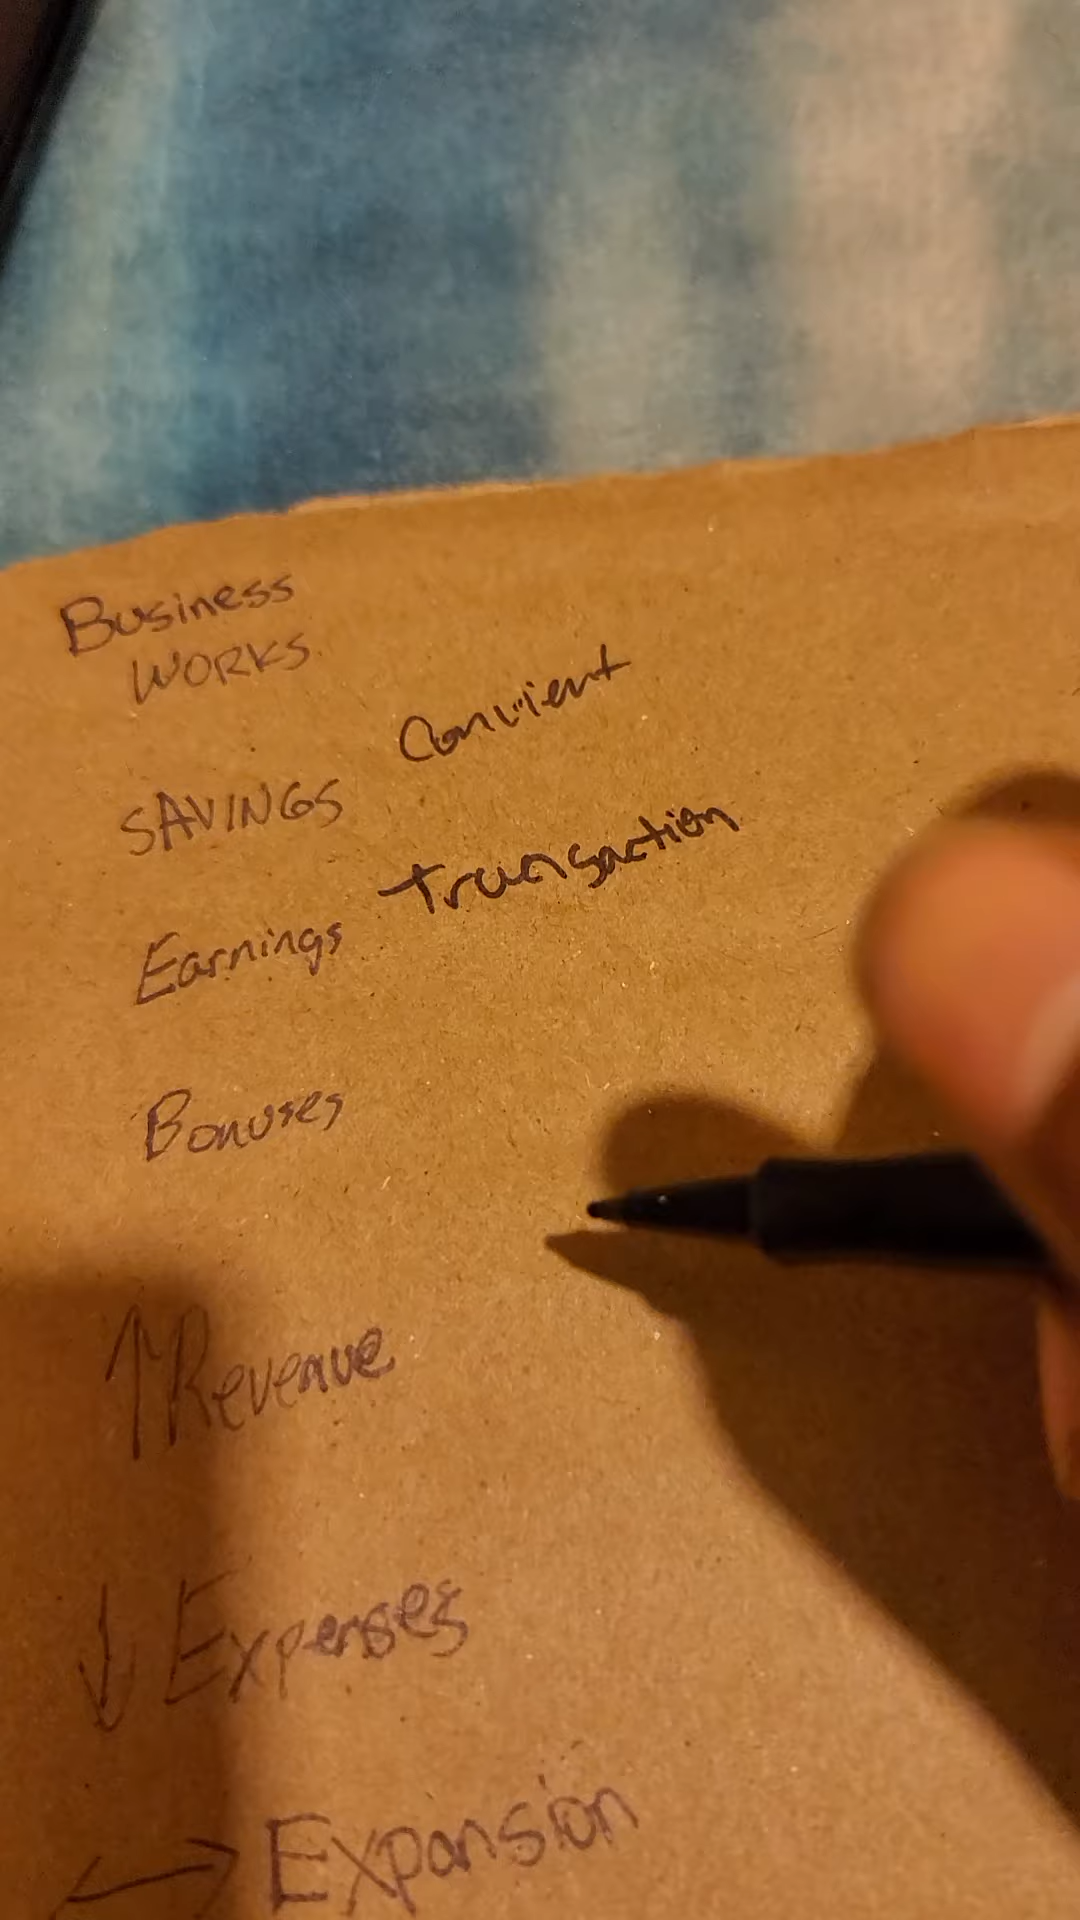 Business
WORKS
Convient
SAVINGS
Transaction
Earnings
Bonuses
↑ Revenue
↓ Expenses
↔ Expansion